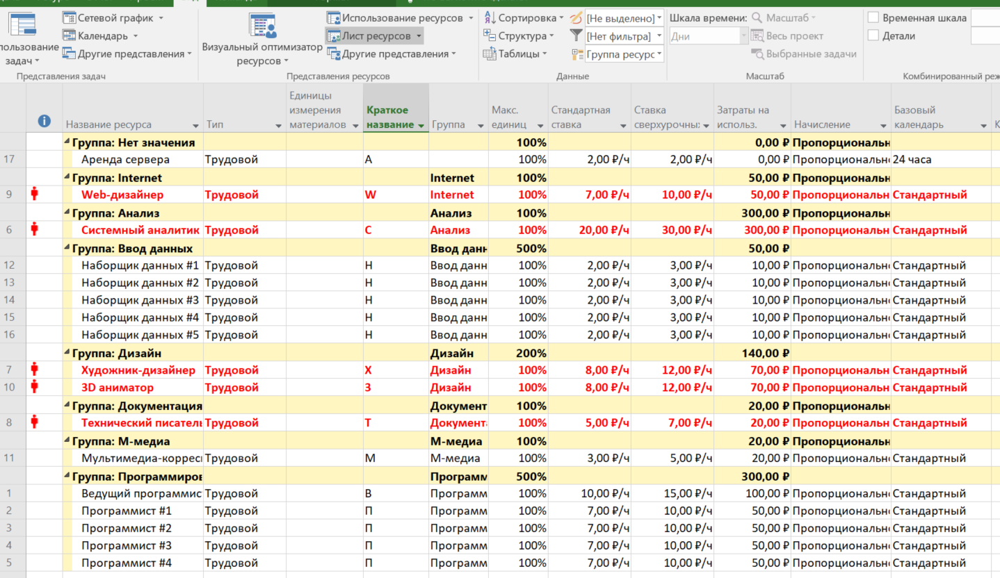 Сетевой график
Календарь
Другие представления
задач
Представления задач
Визуальный оптимизатор
ресурсов
Использование ресурсов
Лист ресурсов
Другие представления
Представления ресурсов
Сортировка
Структура
Таблицы
[Не выделено]
[Нет фильтра]
Группа ресурс
Данные
Шкала времени:
Дни
Масштаб
Весь проект
Выбранные задачи
Масштаб
Временная шкала
Детали
Название ресурса Тип Единицы измерения материалов Краткое название Группа Макс. единиц Стандартная ставка Ставка Затраты на использ. Начисление Базовый календарь
Группа: Нет значения 100% 0,00 ₽ Пропорциональн
17 Аренда сервера Трудовой А 100% 2,00 ₽/ч 2,00 ₽/ч 0,00 ₽ Пропорциональн 24 часа
Группа: Internet Internet 100% 50,00 ₽ Пропорциональн
9 Web-дизайнер Трудовой W Internet 100% 7,00 ₽/ч 10,00 ₽/ч 50,00 ₽ Пропорциональн Стандартный
Группа: Анализ Анализ 100% 300,00 ₽ Пропорциональн
6 Системный аналитик Трудовой С Анализ 100% 20,00 ₽/ч 30,00 ₽/ч 300,00 ₽ Пропорциональн Стандартный
Группа: Ввод данных Ввод данн 500% 50,00 ₽
12 Наборщик данных #1 Трудовой Н Ввод данн 100% 2,00 ₽/ч 3,00 ₽/ч 10,00 ₽ Пропорциональн Стандартный
13 Наборщик данных #2 Трудовой Н Ввод данн 100% 2,00 ₽/ч 3,00 ₽/ч 10,00 ₽ Пропорциональн Стандартный
14 Наборщик данных #3 Трудовой Н Ввод данн 100% 2,00 ₽/ч 3,00 ₽/ч 10,00 ₽ Пропорциональн Стандартный
15 Наборщик данных #4 Трудовой Н Ввод данн 100% 2,00 ₽/ч 3,00 ₽/ч 10,00 ₽ Пропорциональн Стандартный
16 Наборщик данных #5 Трудовой Н Ввод данн 100% 2,00 ₽/ч 3,00 ₽/ч 10,00 ₽ Пропорциональн Стандартный
Группа: Дизайн Дизайн 200% 140,00 ₽
7 Художник-дизайнер Трудовой Х Дизайн 100% 8,00 ₽/ч 12,00 ₽/ч 70,00 ₽ Пропорциональн Стандартный
10 3D аниматор Трудовой 3 Дизайн 100% 8,00 ₽/ч 12,00 ₽/ч 70,00 ₽ Пропорциональн Стандартный
Группа: Документация Документ 100% 20,00 ₽ Пропорциональн
8 Технический писатель Трудовой Т Документ 100% 5,00 ₽/ч 7,00 ₽/ч 20,00 ₽ Пропорциональн Стандартный
Группа: М-медиа М-медиа 100% 20,00 ₽ Пропорциональн
11 Мультимедиа-коррес Трудовой М М-медиа 100% 3,00 ₽/ч 5,00 ₽/ч 20,00 ₽ Пропорциональн Стандартный
Группа: Программиров Программ 500% 300,00 ₽
1 Ведущий программис Трудовой В Программ 100% 10,00 ₽/ч 15,00 ₽/ч 100,00 ₽ Пропорциональн Стандартный
2 Программист #1 Трудовой П Программ 100% 7,00 ₽/ч 10,00 ₽/ч 50,00 ₽ Пропорциональн Стандартный
3 Программист #2 Трудовой П Программ 100% 7,00 ₽/ч 10,00 ₽/ч 50,00 ₽ Пропорциональн Стандартный
4 Программист #3 Трудовой П Программ 100% 7,00 ₽/ч 10,00 ₽/ч 50,00 ₽ Пропорциональн Стандартный
5 Программист #4 Трудовой П Программ 100% 7,00 ₽/ч 10,00 ₽/ч 50,00 ₽ Пропорциональн Стандартный